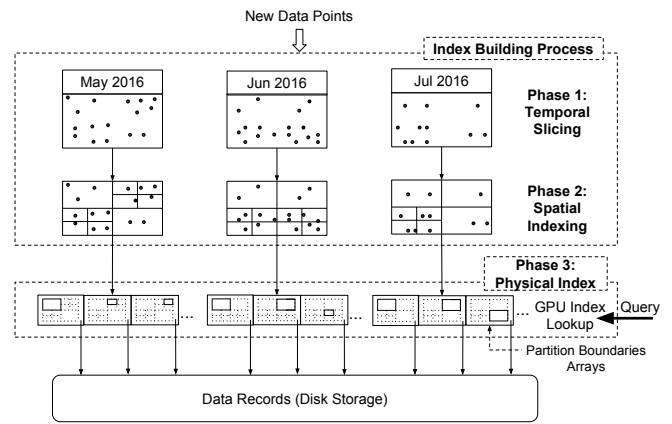 New Data Points
Index Building Process
May 2016
Jun 2016
Jul 2016
Phase 1:
Temporal
Slicing
Phase 2:
Spatial
Indexing
Phase 3:
Physical Index
...
...
...
GPU Index
Lookup
Query
Partition Boundaries
Arrays
Data Records (Disk Storage)